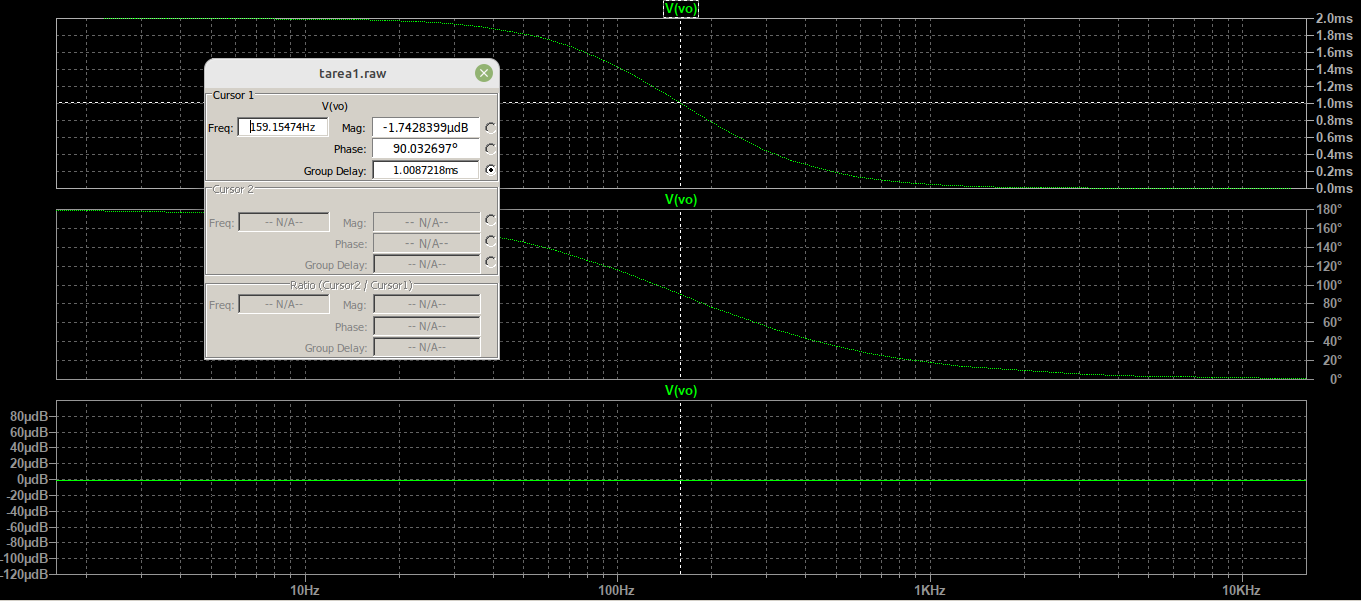 V(vo)
2.0ms
1.8ms
1.6ms
1.4ms
1.2ms
1.0ms
0.8ms
0.6ms
0.4ms
0.2ms
0.0ms
tarea1.raw
Cursor 1
V(vo)
Freq: 159.15474Hz Mag: -1.7428399µdB
Phase: 90.032697°
Group Delay: 1.0087218ms
Cursor 2
Freq: -- N/A-- Mag: -- N/A--
Phase: -- N/A--
Group Delay: -- N/A--
Ratio (Cursor2 / Cursor1)
Freq: -- N/A-- Mag: -- N/A--
Phase: -- N/A--
Group Delay: -- N/A--
V(vo)
180°
160°
140°
120°
100°
80°
60°
40°
20°
0°
V(vo)
80µdB
60µdB
40µdB
20µdB
0µdB
-20µdB
-40µdB
-60µdB
-80µdB
-100µdB
-120µdB
10Hz 100Hz 1KHz 10KHz